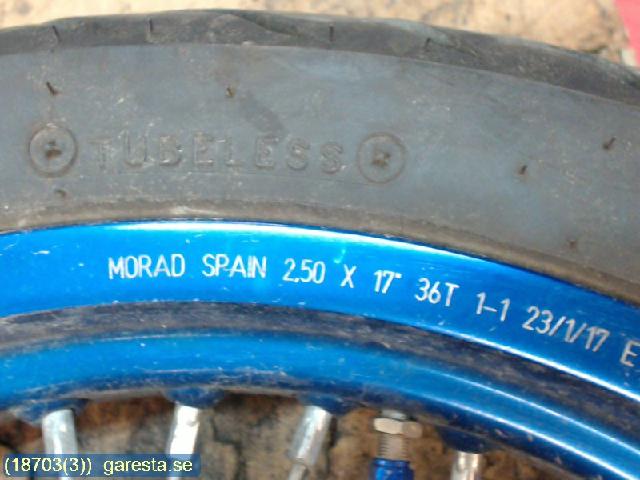 TUBELESS
MORAD SPAIN 2.50 X 17" 36T 1-1 23/1/17 E
(18703(3)) garesta.se